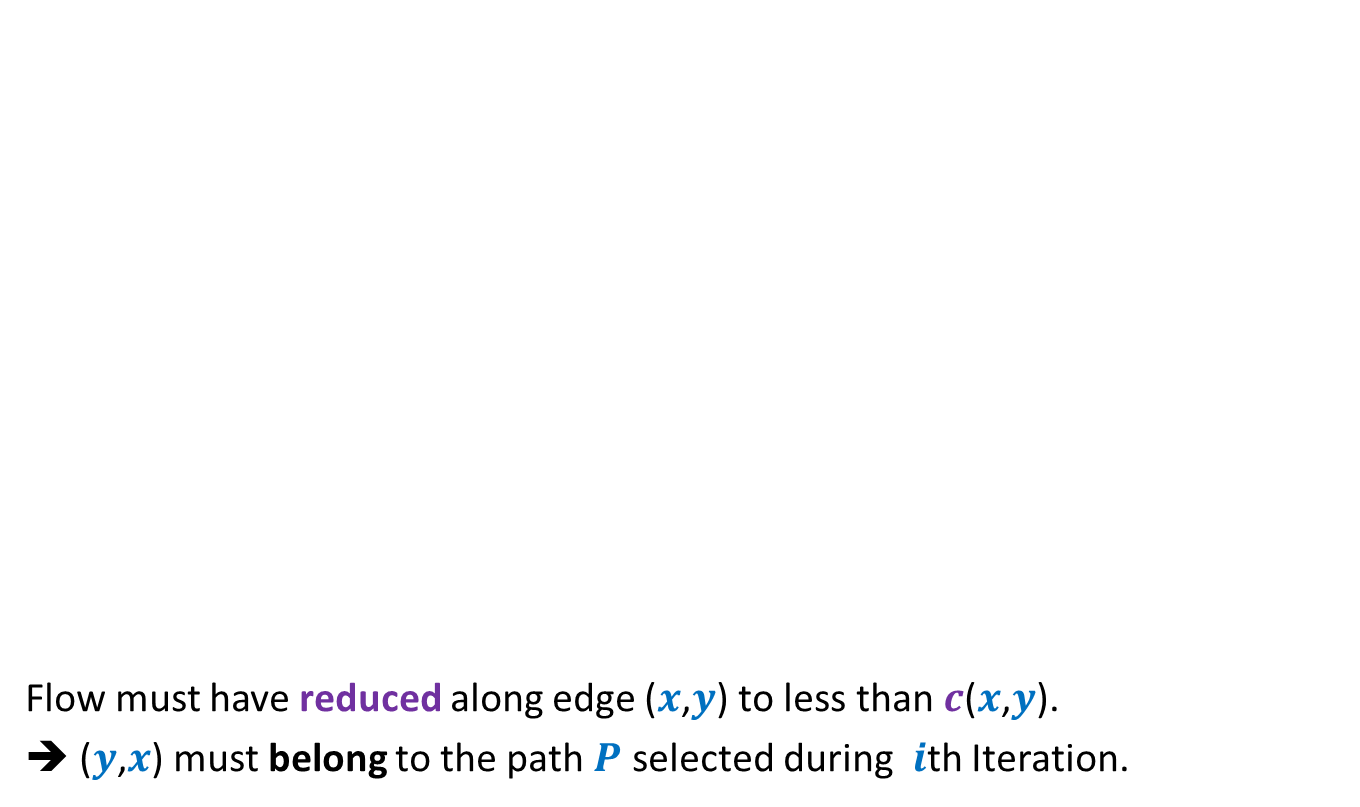 Flow must have reduced along edge (x,y) to less than c(x,y).
➔ (y,x) must belong to the path P selected during ith Iteration.